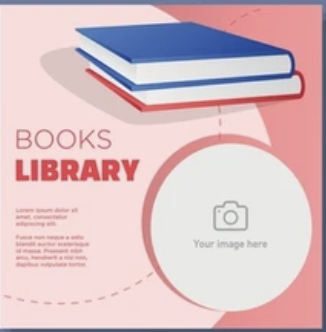 BOOKS
LIBRARY
Lorem ipsum dolor sit
amet, consectetur
adipiscing elit.
Fusce non neque a odio
blandit auctor scelerisque
id massa. Praesent nibh
arcu, hendrerit a nisl non,
dapibus vulputate tortor.
Your image here